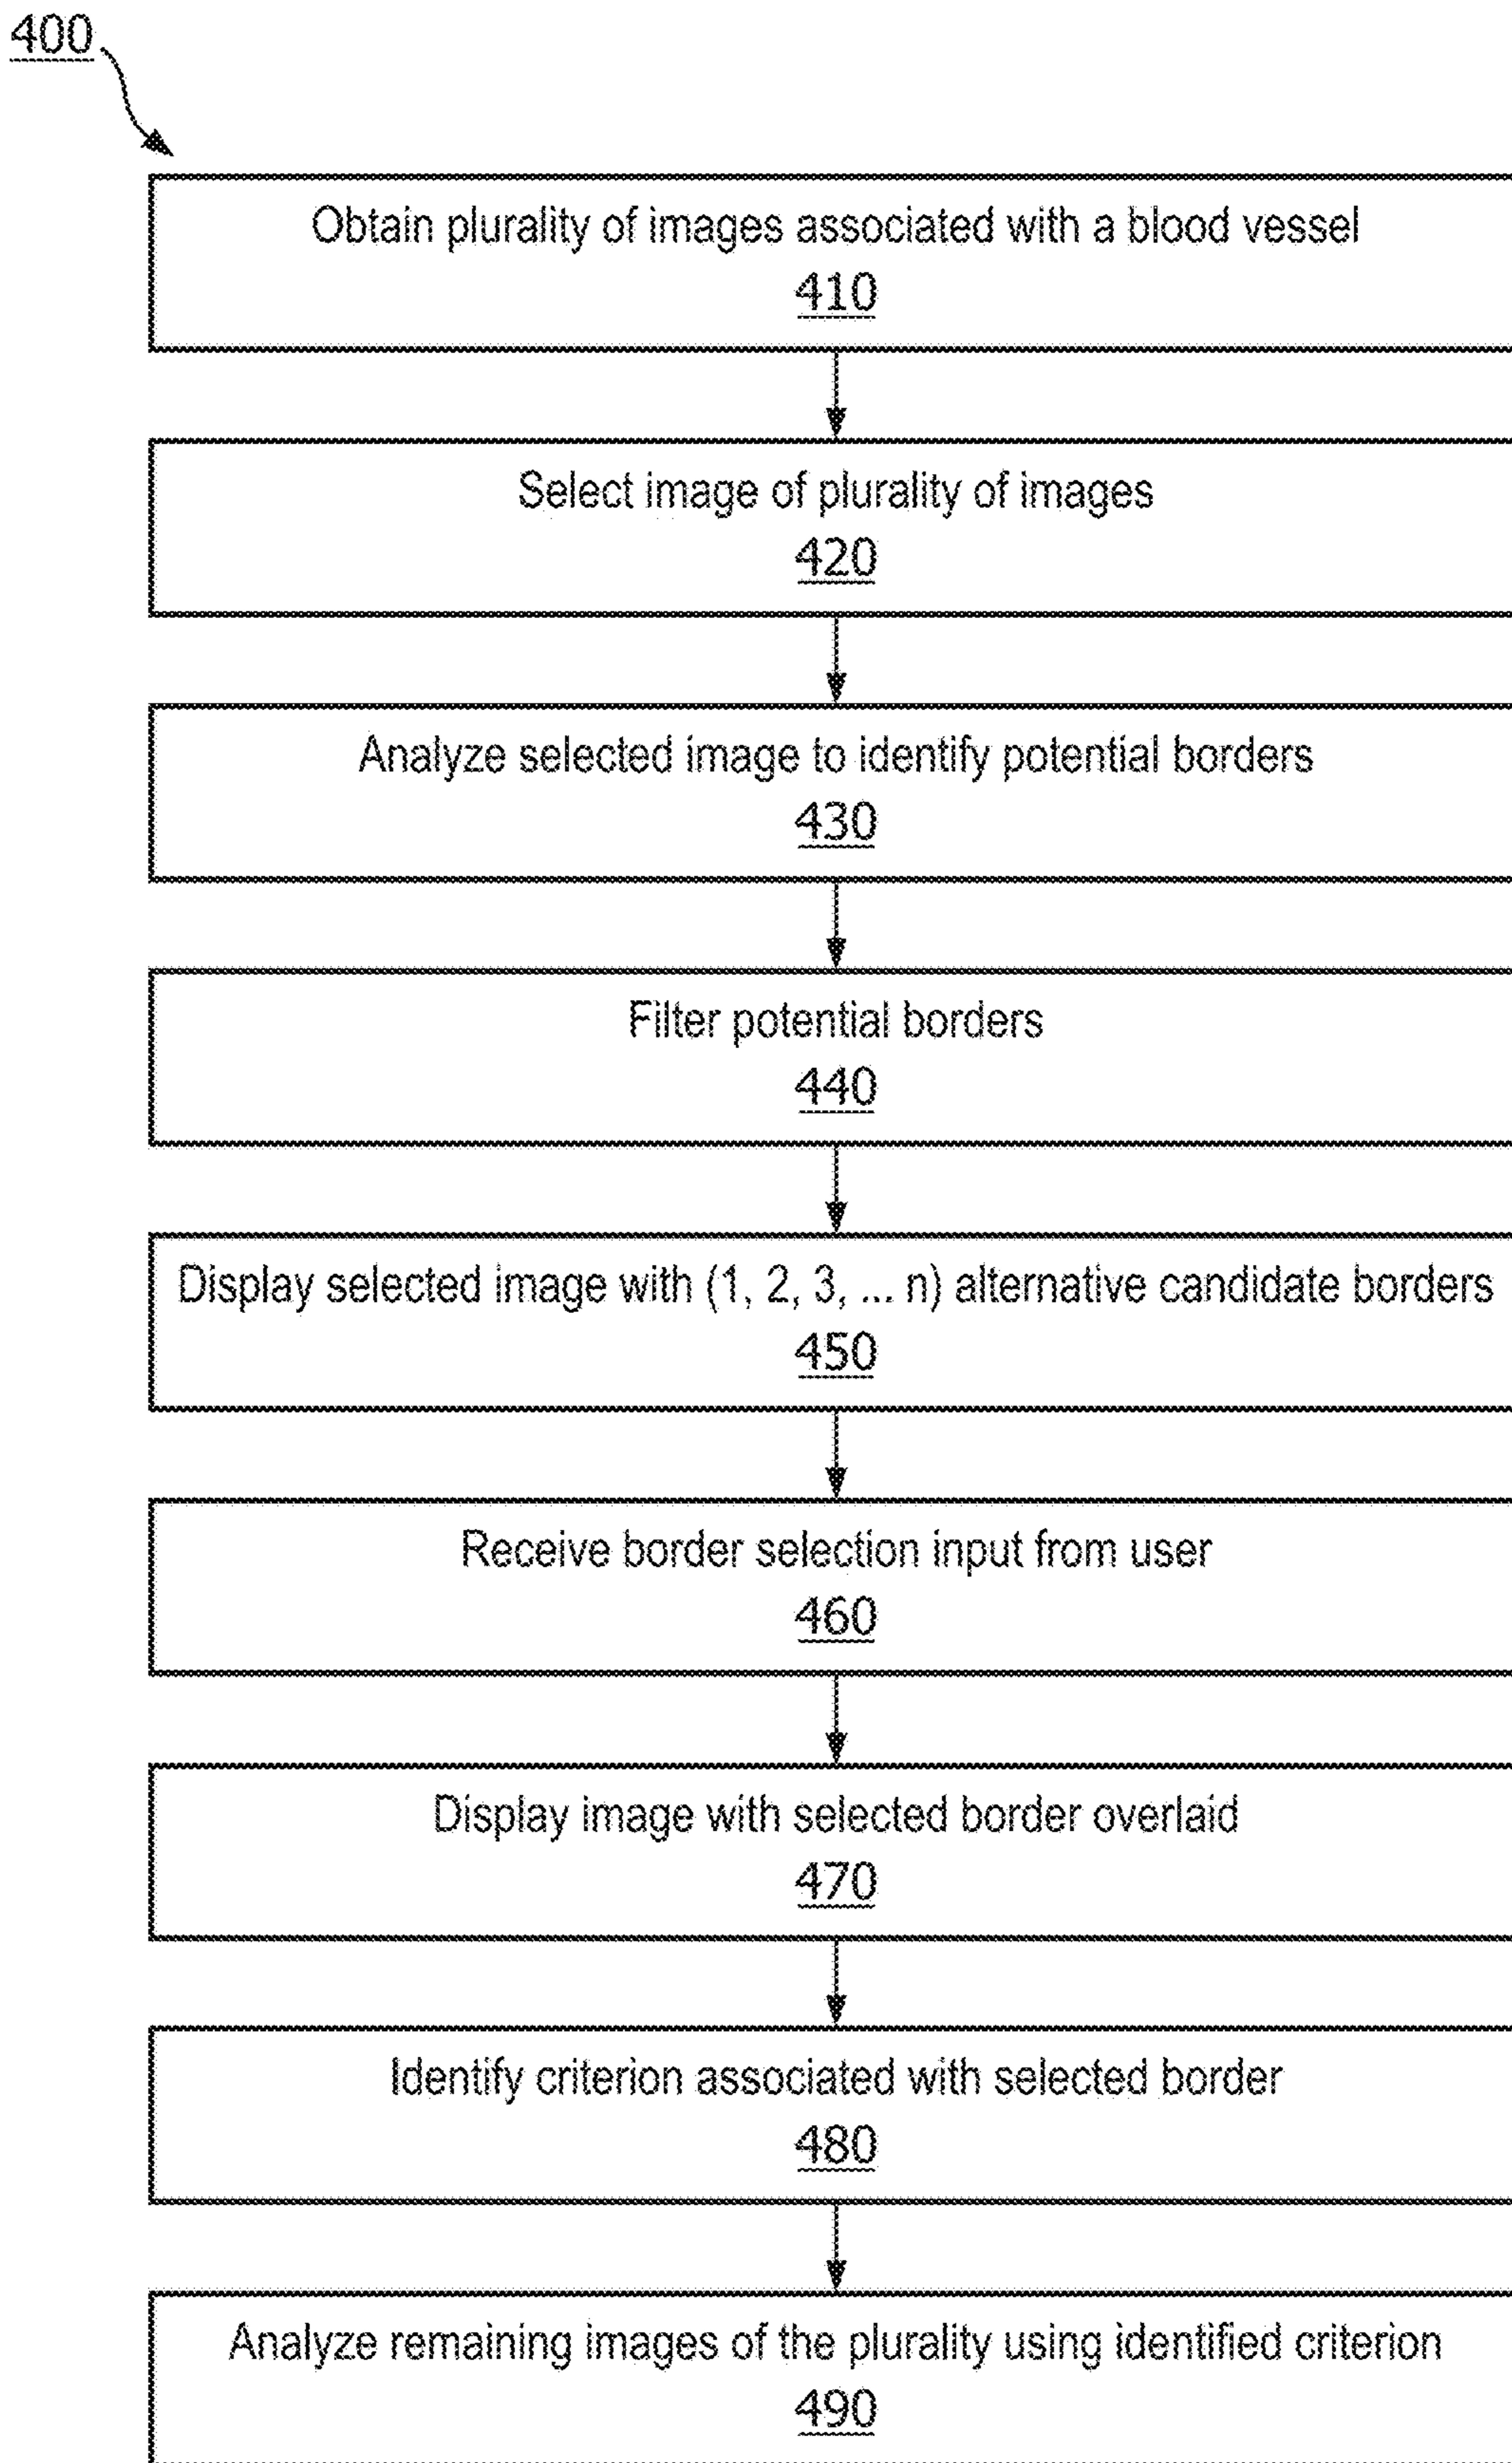 400
Obtain plurality of images associated with a blood vessel
410
Select image of plurality of images
420
Analyze selected image to identify potential borders
430
Filter potential borders
440
Display selected image with (1, 2, 3, ... n) alternative candidate borders
450
Receive border selection input from user
460
Display image with selected border overlaid
470
Identify criterion associated with selected border
480
Analyze remaining images of the plurality using identified criterion
490